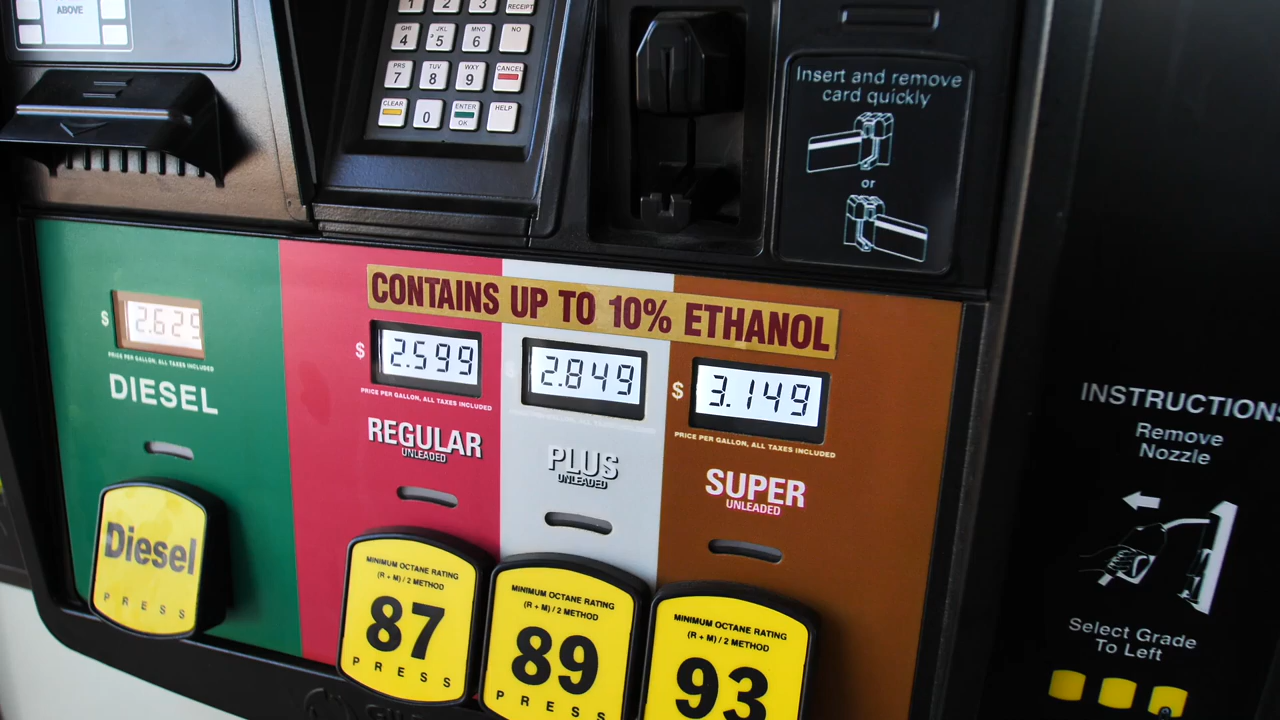 ABOVE
1 2 3 RECEIPT
GHI 4 JKL 5 MNO 6 NO
PRS 7 TUV 8 WXY 9 CANCEL
CLEAR 0 ENTER OK HELP
Insert and remove
card quickly
or
CONTAINS UP TO 10% ETHANOL
$ 2.629
PRICE PER GALLON, ALL TAXES INCLUDED
DIESEL
Diesel
PRESS
$ 2.599
PRICE PER GALLON, ALL TAXES INCLUDED
REGULAR
UNLEADED
MINIMUM OCTANE RATING
(R + M) / 2 METHOD
87
PRESS
2.849
PLUS
UNLEADED
MINIMUM OCTANE RATING
(R + M) / 2 METHOD
89
PRESS
$ 3.149
PRICE PER GALLON, ALL TAXES INCLUDED
SUPER
UNLEADED
MINIMUM OCTANE RATING
(R + M) / 2 METHOD
93
INSTRUCTIONS
Remove
Nozzle
Select Grade
To Left